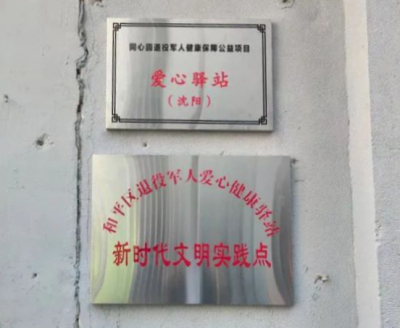 同心圆退役军人健康保障公益项目
爱心驿站
（沈阳）
和平区退役军人爱心健康驿站
新时代文明实践点